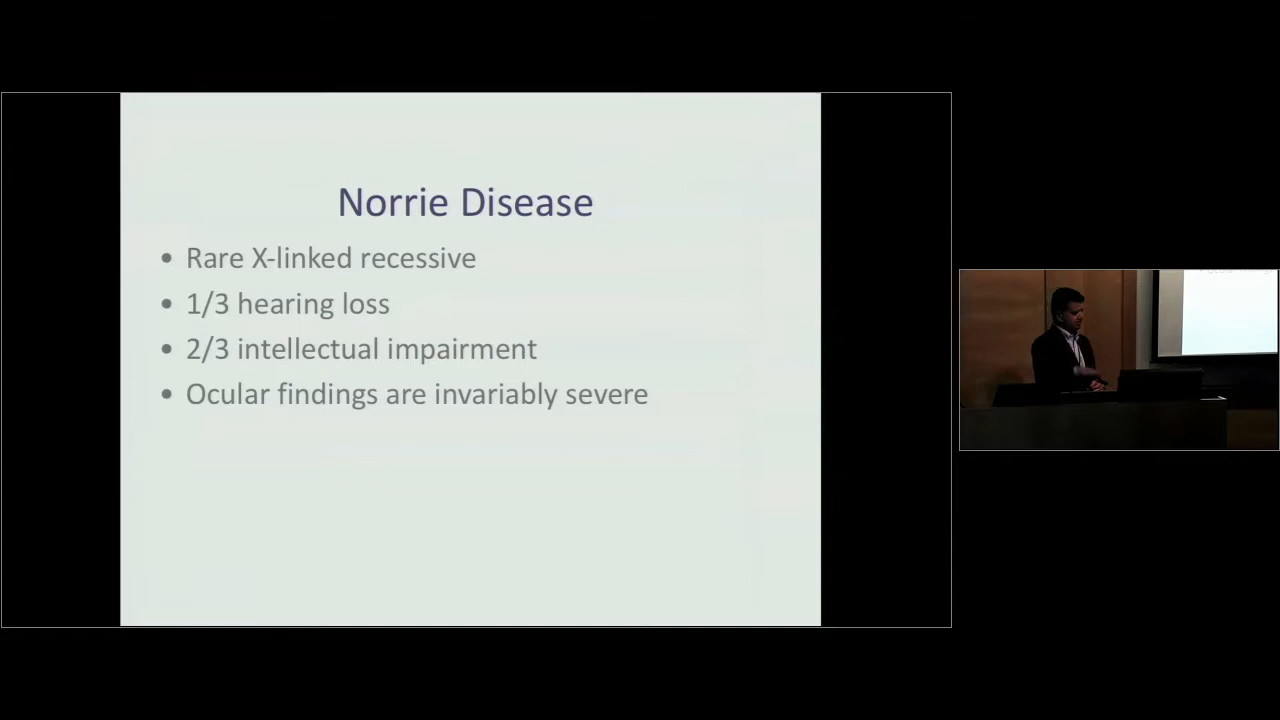 Norrie Disease
• Rare X-linked recessive
• 1/3 hearing loss
• 2/3 intellectual impairment
• Ocular findings are invariably severe